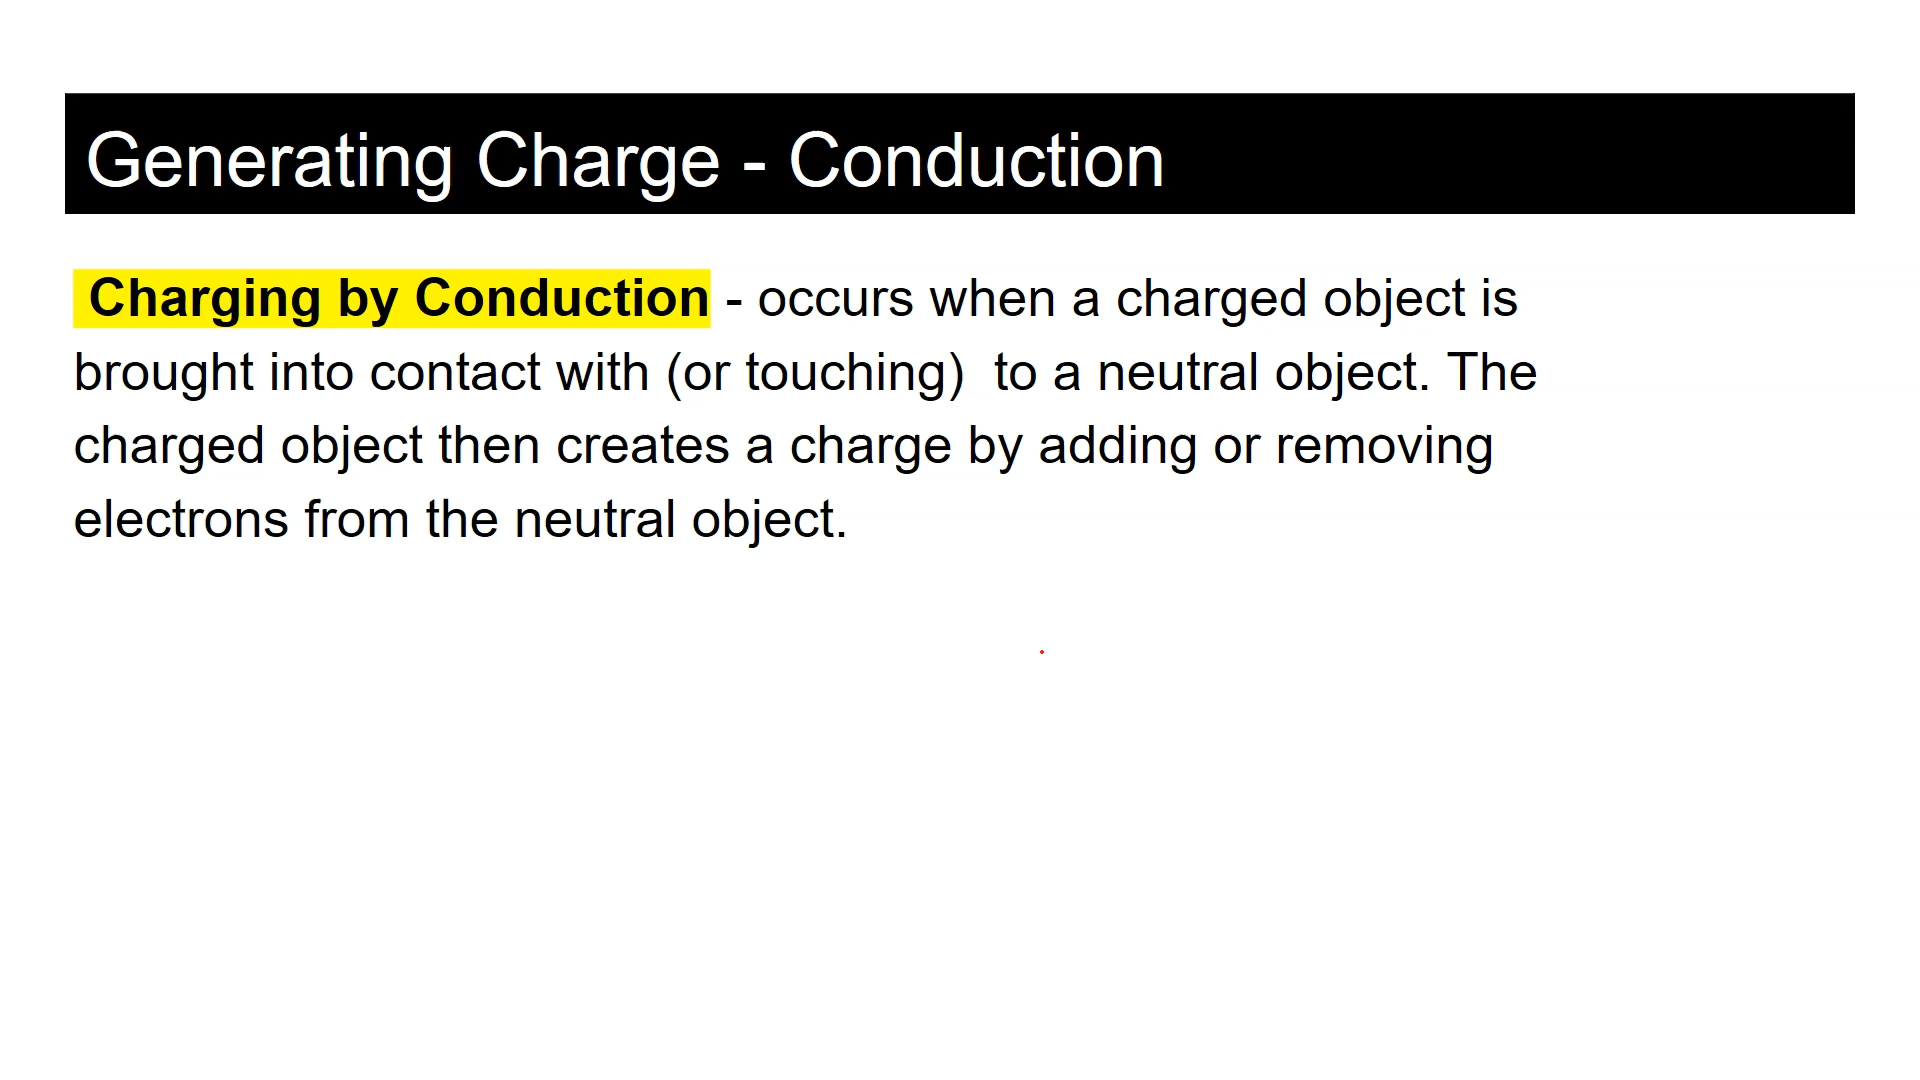 Generating Charge - Conduction
Charging by Conduction - occurs when a charged object is
brought into contact with (or touching)  to a neutral object. The
charged object then creates a charge by adding or removing
electrons from the neutral object.